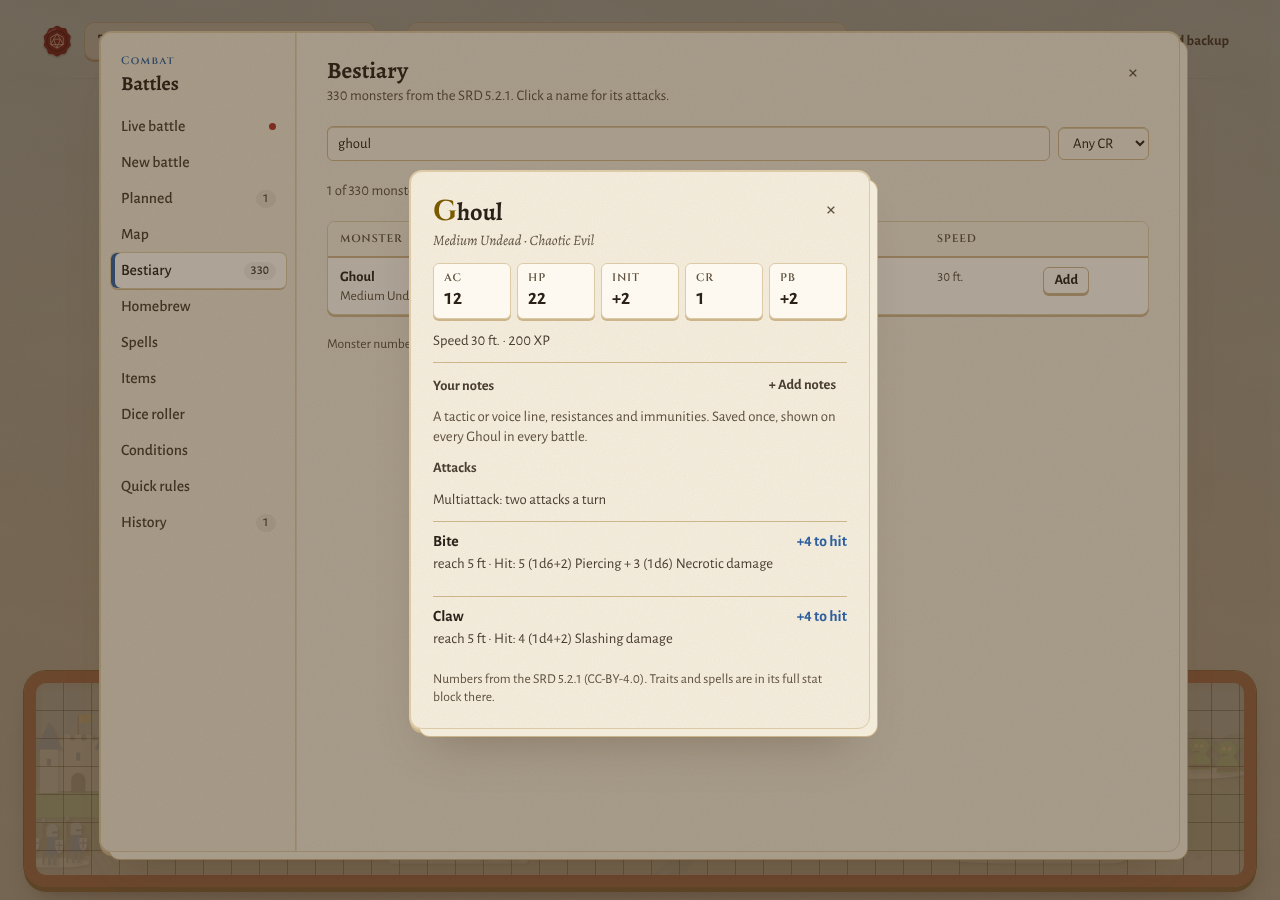 backup
COMBAT
Battles
Live battle
New battle
Planned 1
Map
Bestiary 330
Homebrew
Spells
Items
Dice roller
Conditions
Quick rules
History 1
Bestiary
×
330 monsters from the SRD 5.2.1. Click a name for its attacks.
ghoul
Any CR
1 of 330
MONSTER SPEED
Ghoul 30 ft. Add
Medium
Monster
Ghoul
×
Medium Undead · Chaotic Evil
AC HP INIT CR PB
12 22 +2 1 +2
Speed 30 ft. · 200 XP
Your notes + Add notes
A tactic or voice line, resistances and immunities. Saved once, shown on
every Ghoul in every battle.
Attacks
Multiattack: two attacks a turn
Bite +4 to hit
reach 5 ft · Hit: 5 (1d6+2) Piercing + 3 (1d6) Necrotic damage
Claw +4 to hit
reach 5 ft · Hit: 4 (1d4+2) Slashing damage
Numbers from the SRD 5.2.1 (CC-BY-4.0). Traits and spells are in its full stat
block there.